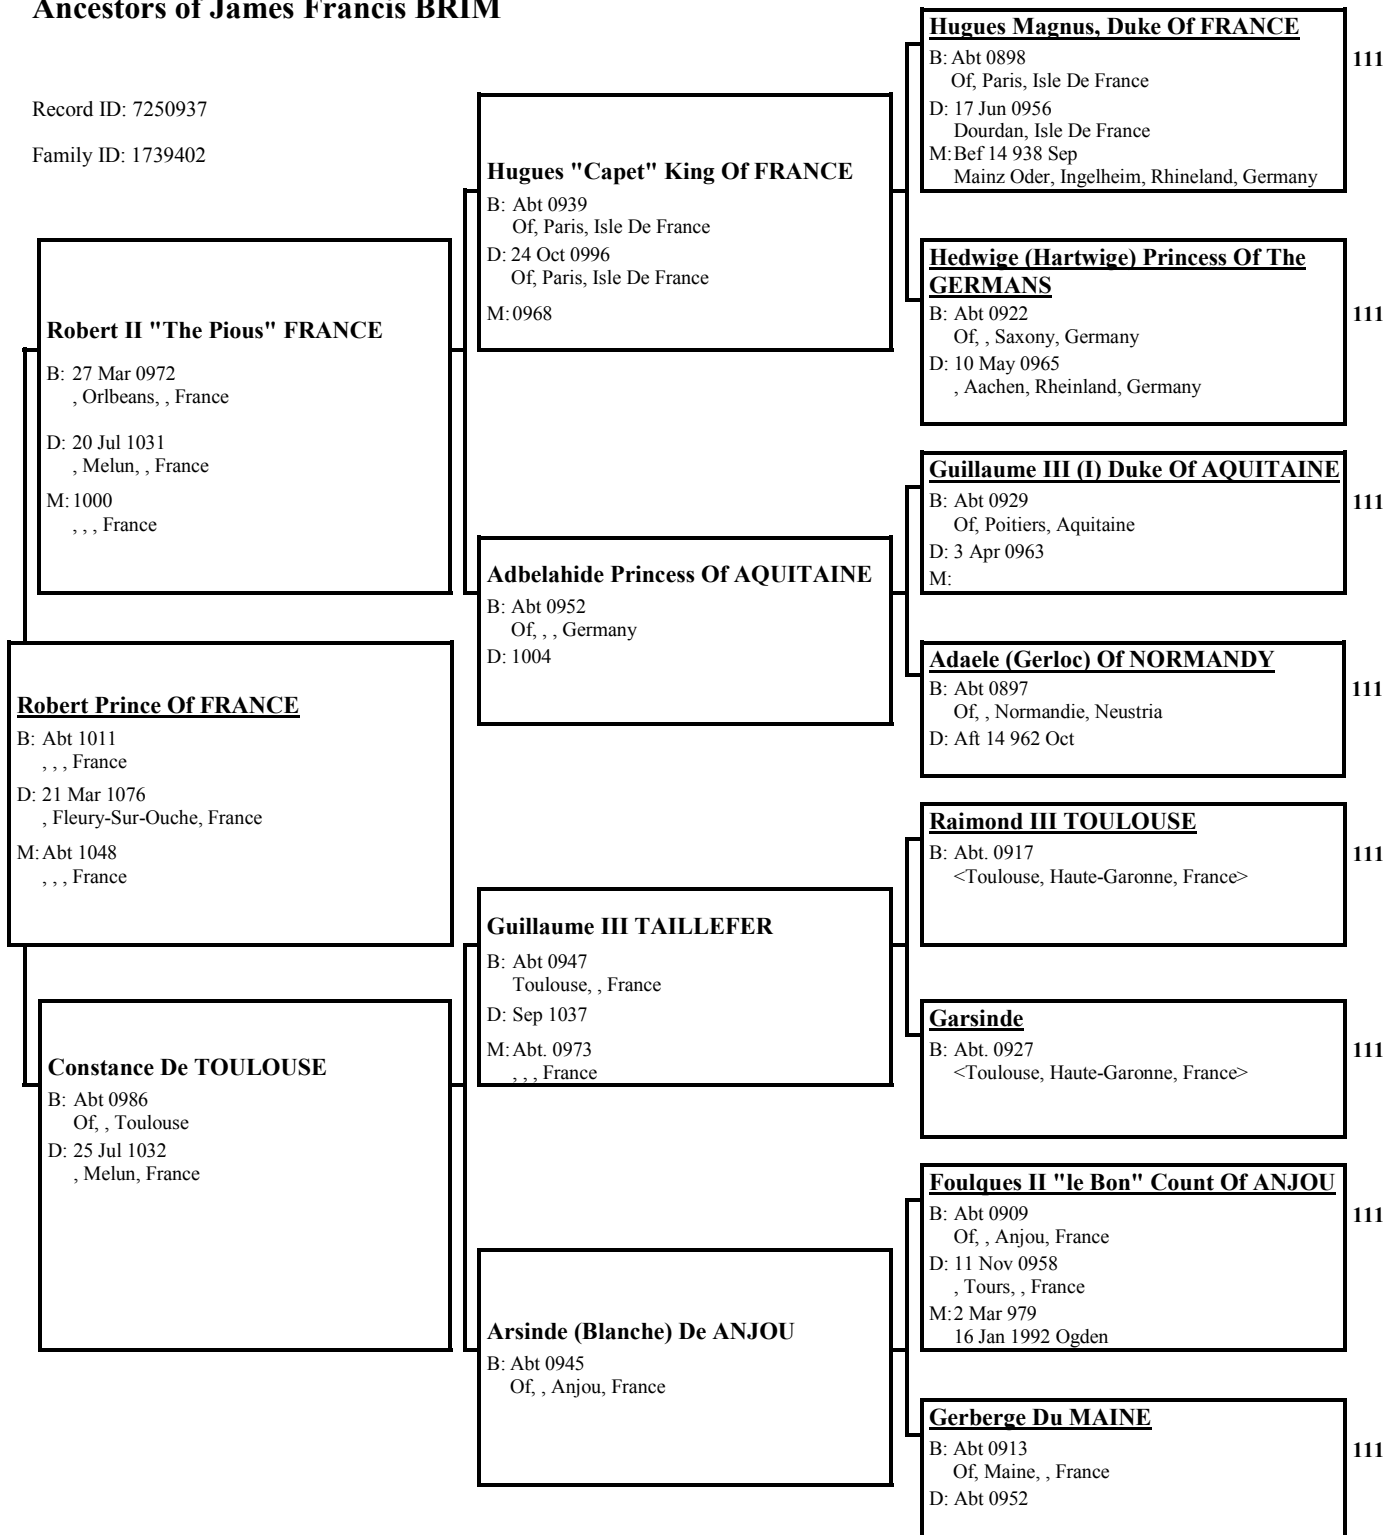 Ancestors of James Francis BRIM
Record ID: 7250937
Family ID: 1739402
Robert Prince Of FRANCE
B: Abt 1011
, , , France
D: 21 Mar 1076
, Fleury-Sur-Ouche, France
M: Abt 1048
, , , France
Robert II "The Pious" FRANCE
B: 27 Mar 0972
, Orlbeans, , France
D: 20 Jul 1031
, Melun, , France
M: 1000
, , , France
Constance De TOULOUSE
B: Abt 0986
Of, , Toulouse
D: 25 Jul 1032
, Melun, France
Hugues "Capet" King Of FRANCE
B: Abt 0939
Of, Paris, Isle De France
D: 24 Oct 0996
Of, Paris, Isle De France
M: 0968
Adbelahide Princess Of AQUITAINE
B: Abt 0952
Of, , , Germany
D: 1004
Guillaume III TAILLEFER
B: Abt 0947
Toulouse, , France
D: Sep 1037
M: Abt. 0973
, , , France
Arsinde (Blanche) De ANJOU
B: Abt 0945
Of, , Anjou, France
Hugues Magnus, Duke Of FRANCE
B: Abt 0898
111
Of, Paris, Isle De France
D: 17 Jun 0956
Dourdan, Isle De France
M: Bef 14 938 Sep
Mainz Oder, Ingelheim, Rhineland, Germany
Hedwige (Hartwige) Princess Of The
GERMANS
B: Abt 0922
111
Of, , Saxony, Germany
D: 10 May 0965
, Aachen, Rheinland, Germany
Guillaume III (I) Duke Of AQUITAINE
B: Abt 0929
111
Of, Poitiers, Aquitaine
D: 3 Apr 0963
M:
Adaele (Gerloc) Of NORMANDY
B: Abt 0897
111
Of, , Normandie, Neustria
D: Aft 14 962 Oct
Raimond III TOULOUSE
B: Abt. 0917
111
<Toulouse, Haute-Garonne, France>
Garsinde
B: Abt. 0927
111
<Toulouse, Haute-Garonne, France>
Foulques II "le Bon" Count Of ANJOU
B: Abt 0909
111
Of, , Anjou, France
D: 11 Nov 0958
, Tours, , France
M: 2 Mar 979
16 Jan 1992 Ogden
Gerberge Du MAINE
B: Abt 0913
111
Of, Maine, , France
D: Abt 0952